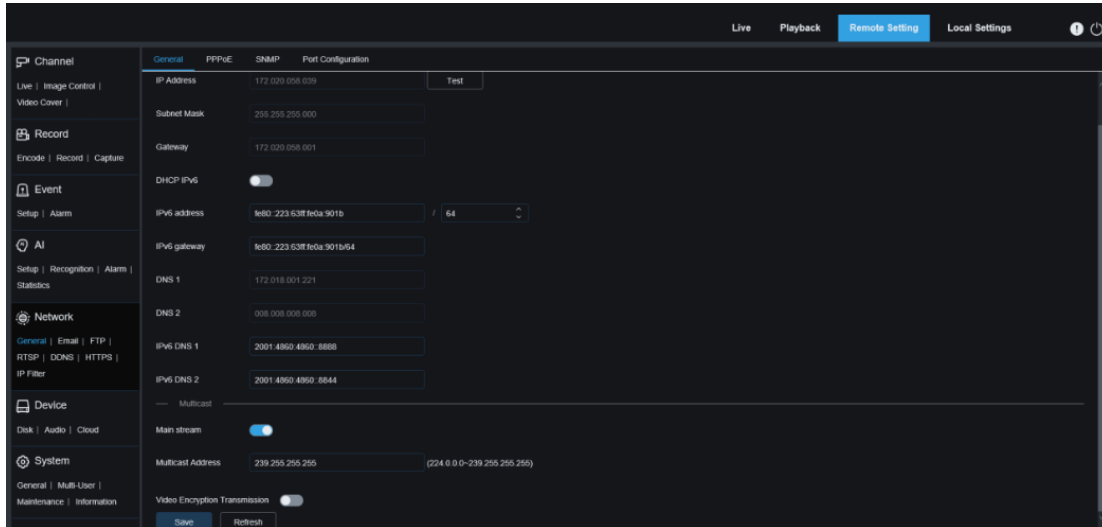 Live Playback Remote Setting Local Settings
Channel
Live | Image Control |
Video Cover |
Record
Encode | Record | Capture
Event
Setup | Alarm
AI
Setup | Recognition | Alarm |
Statistics
Network
General | Email | FTP |
RTSP | DDNS | HTTPS |
IP Filter
Device
Disk | Audio | Cloud
System
General | Multi-User |
Maintenance | Information
General PPPoE SNMP Port Configuration
IP Address 172.020.058.039 Test
Subnet Mask 255.255.255.000
Gateway 172.020.058.001
DHCP IPv6
IPv6 address fe80::223:63ff:fe0a:901b / 64
IPv6 gateway fe80::223:63ff:fe0a:901b/64
DNS 1 172.018.001.221
DNS 2 008.008.008.008
IPv6 DNS 1 2001:4860:4860::8888
IPv6 DNS 2 2001:4860:4860::8844
Multicast
Main stream
Multicast Address 239.255.255.255 (224.0.0.0~239.255.255.255)
Video Encryption Transmission
Save Refresh